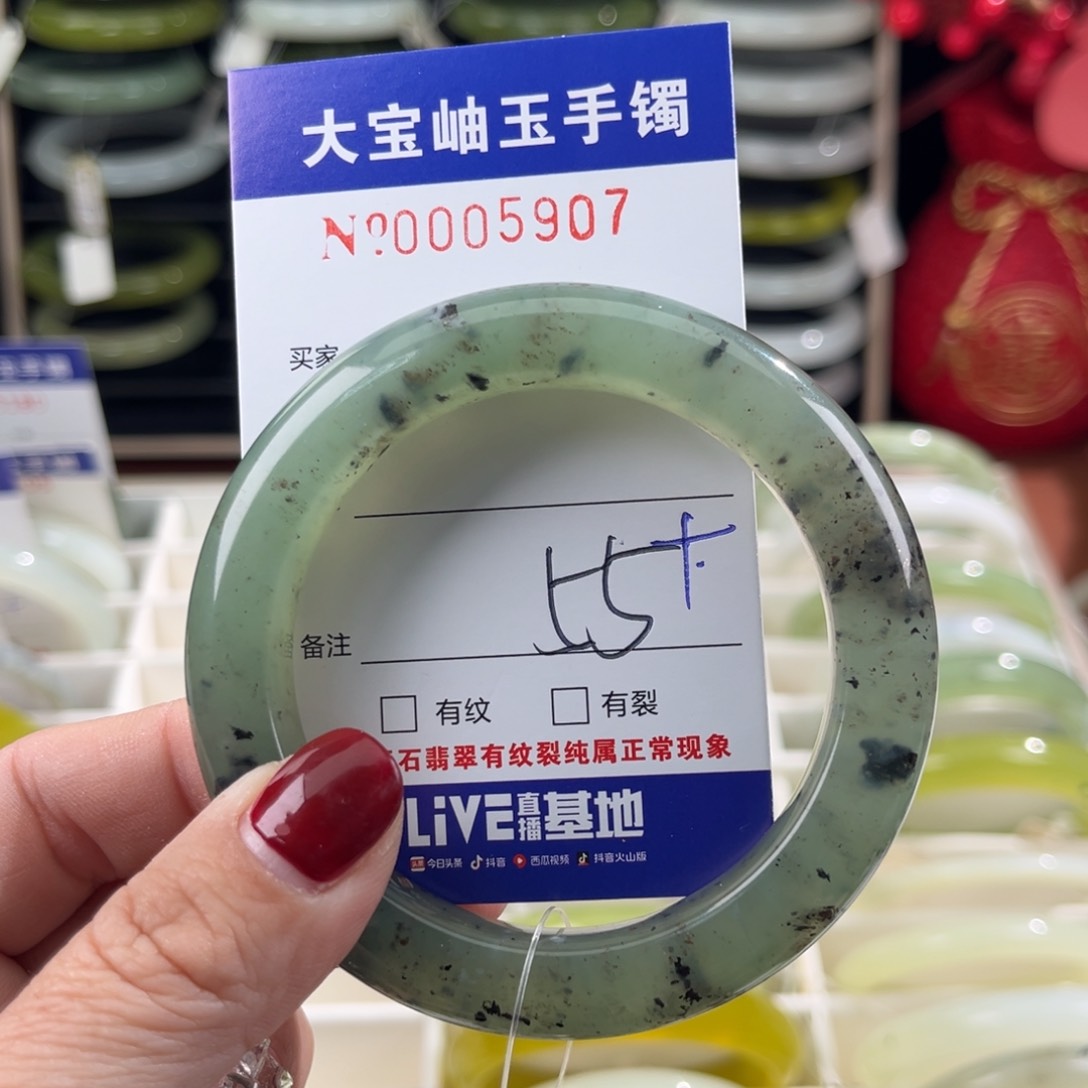 大宝岫玉手镯
Nº0005907
买家
55+
备注
有纹 有裂
石翡翠有纹裂纯属正常现象
LiVE直播基地
头条 今日头条 抖音 西瓜视频 抖音火山版